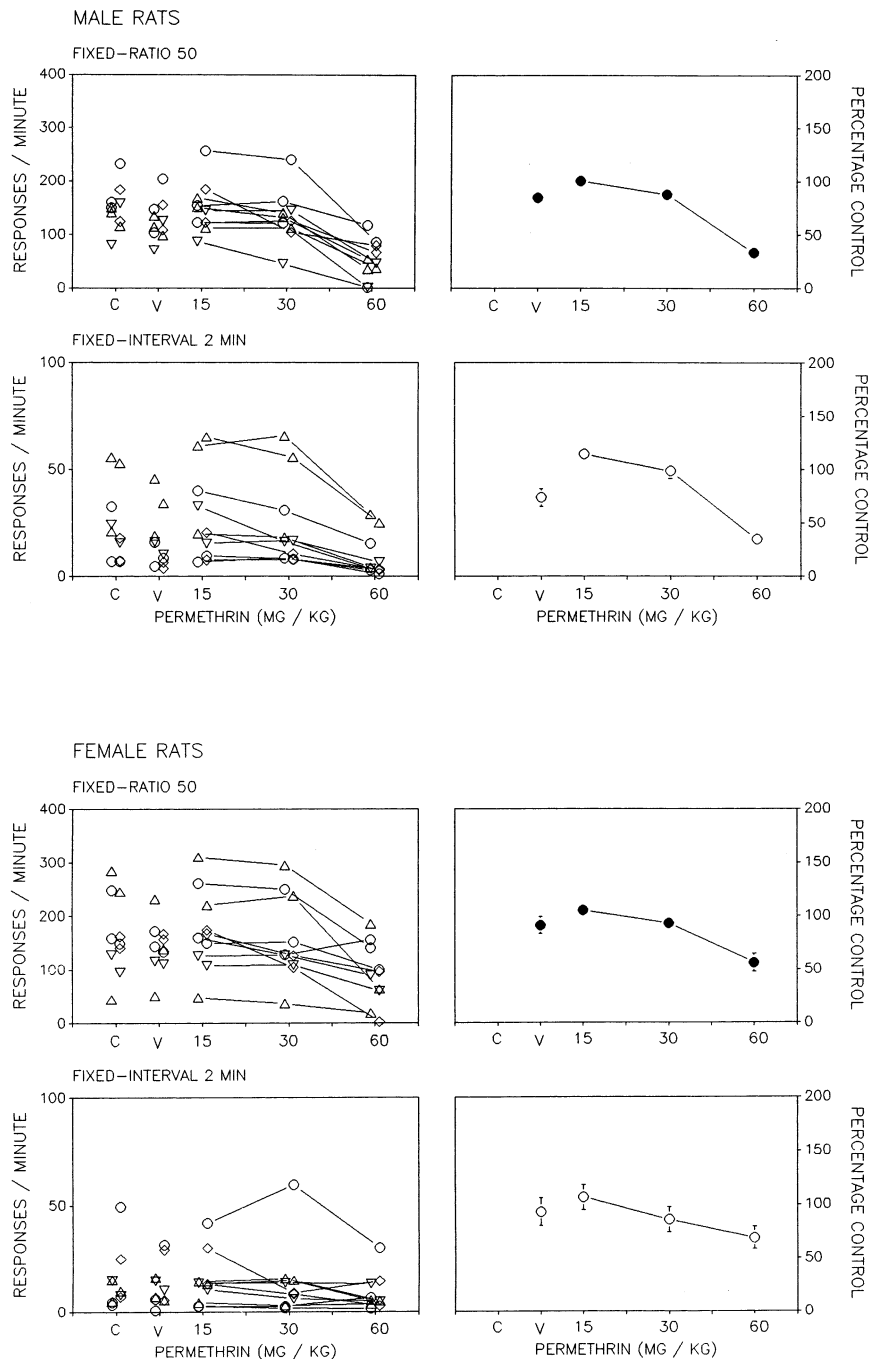 MALE RATS
FIXED-RATIO 50
RESPONSES / MINUTE
400
300
200
100
0
C V 15 30 60
200
150
100
50
0
PERCENTAGE CONTROL
C V 15 30 60
FIXED-INTERVAL 2 MIN
RESPONSES / MINUTE
100
50
0
C V 15 30 60
PERMETHRIN (MG / KG)
200
150
100
50
0
PERCENTAGE CONTROL
C V 15 30 60
PERMETHRIN (MG / KG)
FEMALE RATS
FIXED-RATIO 50
RESPONSES / MINUTE
400
300
200
100
0
C V 15 30 60
200
150
100
50
0
PERCENTAGE CONTROL
C V 15 30 60
FIXED-INTERVAL 2 MIN
RESPONSES / MINUTE
100
50
0
C V 15 30 60
PERMETHRIN (MG / KG)
200
150
100
50
0
PERCENTAGE CONTROL
C V 15 30 60
PERMETHRIN (MG / KG)